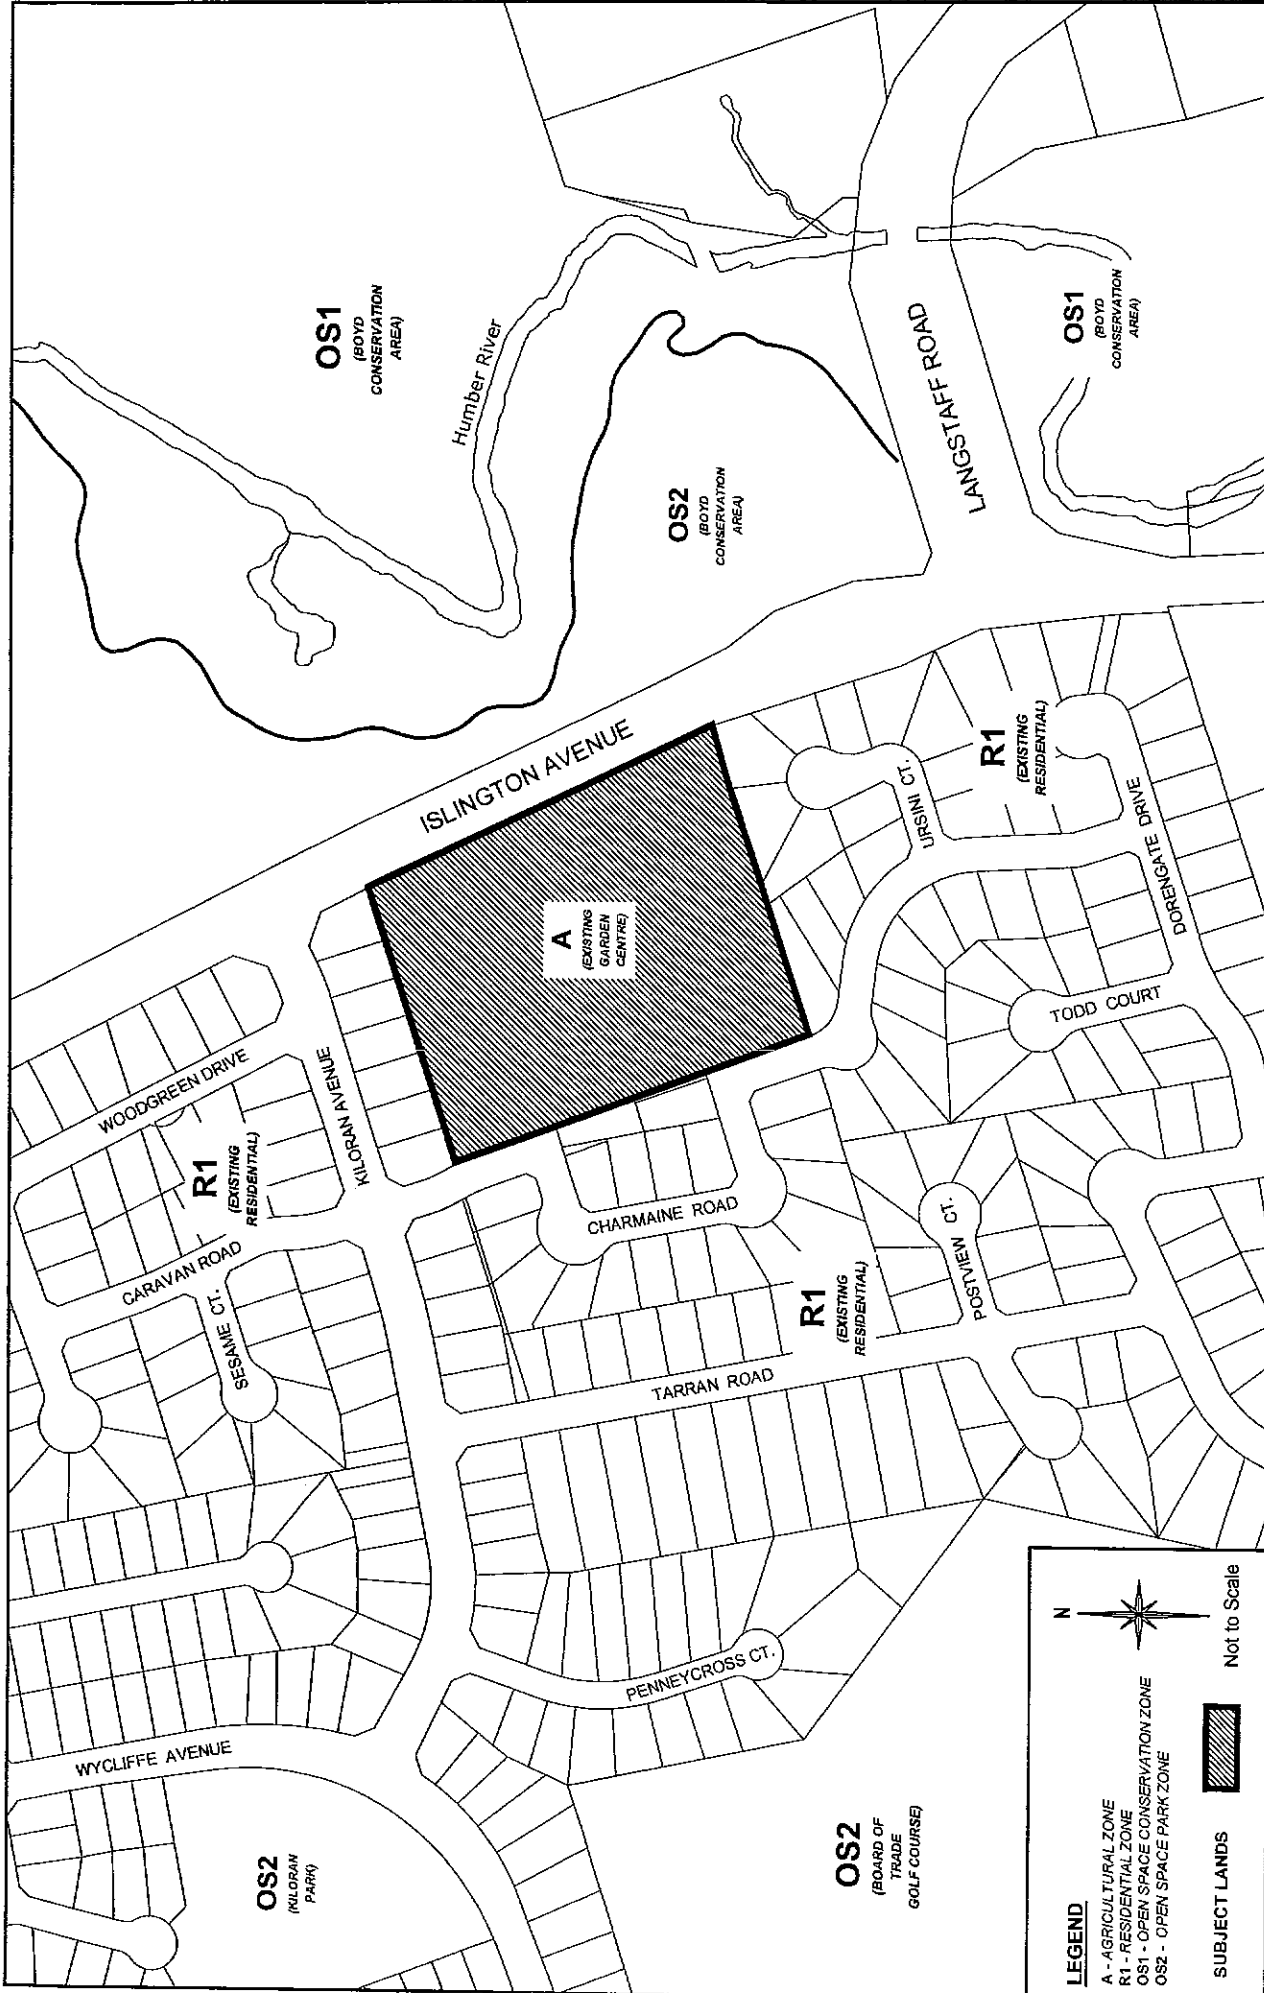 OS1
(BOYD
CONSERVATION
AREA)
Humber River
OS2
(BOYD
CONSERVATION
AREA)
LANGSTAFF ROAD
OS1
(BOYD
CONSERVATION
AREA)
ISLINGTON AVENUE
A
(EXISTING
GARDEN
CENTRE)
WOODGREEN DRIVE
KILORAN AVENUE
R1
(EXISTING
RESIDENTIAL)
CARAVAN ROAD
SESAME CT.
CHARMAINE ROAD
URSINI CT.
R1
(EXISTING
RESIDENTIAL)
DORENGATE DRIVE
TODD COURT
POSTVIEW CT.
R1
(EXISTING
RESIDENTIAL)
TARRAN ROAD
PENNEYCROSS CT.
WYCLIFFE AVENUE
OS2
(KILORAN
PARK)
OS2
(BOARD OF
TRADE
GOLF COURSE)
LEGEND
A - AGRICULTURAL ZONE
R1 - RESIDENTIAL ZONE
OS1 - OPEN SPACE CONSERVATION ZONE
OS2 - OPEN SPACE PARK ZONE
SUBJECT LANDS
N
Not to Scale